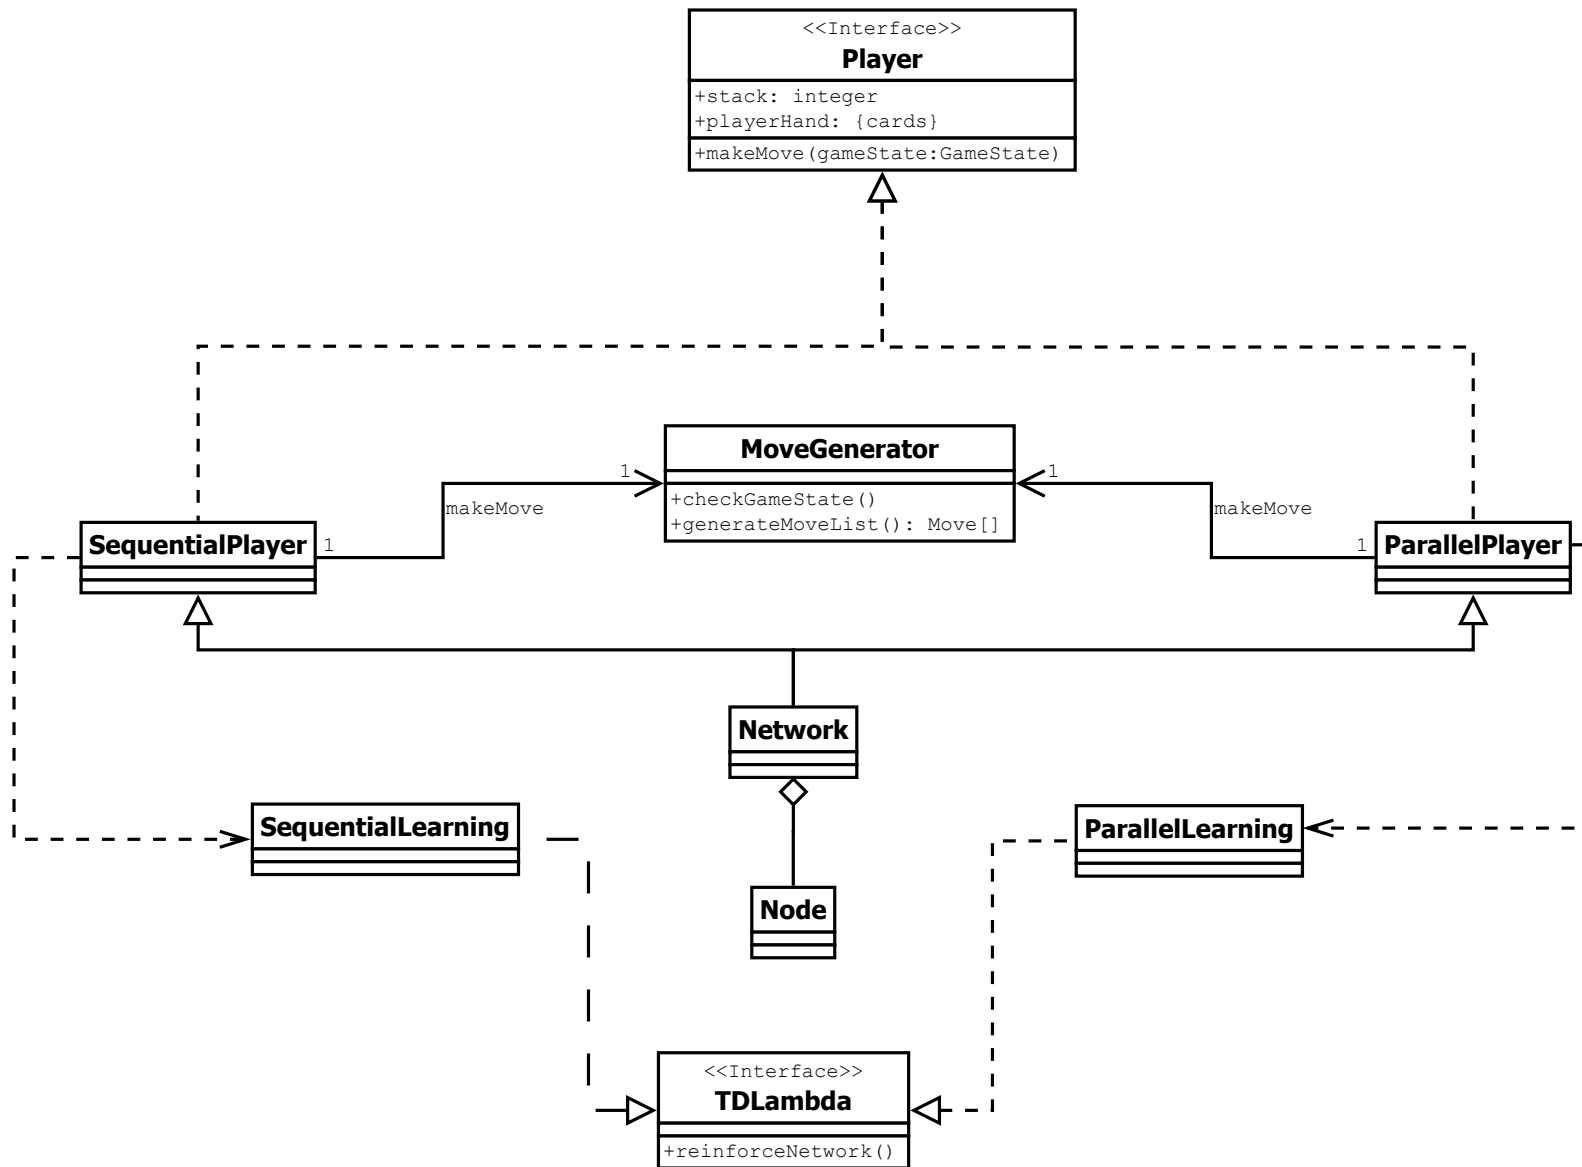 <<Interface>>
Player
+stack: integer
+playerHand: {cards}
+makeMove(gameState:GameState)
MoveGenerator
+checkGameState()
+generateMoveList(): Move[]
1
1
makeMove
makeMove
SequentialPlayer
1
1
ParallelPlayer
Network
SequentialLearning
ParallelLearning
Node
<<Interface>>
TDLambda
+reinforceNetwork()